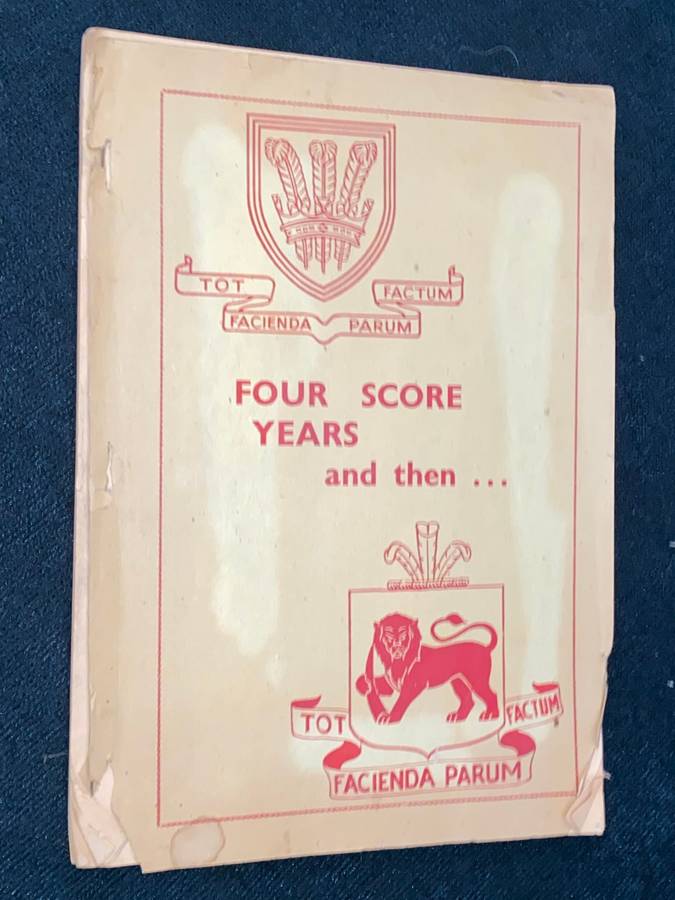 TOT FACTUM
FACIENDA PARUM
FOUR SCORE
YEARS
and then ...
TOT FACTUM
FACIENDA PARUM